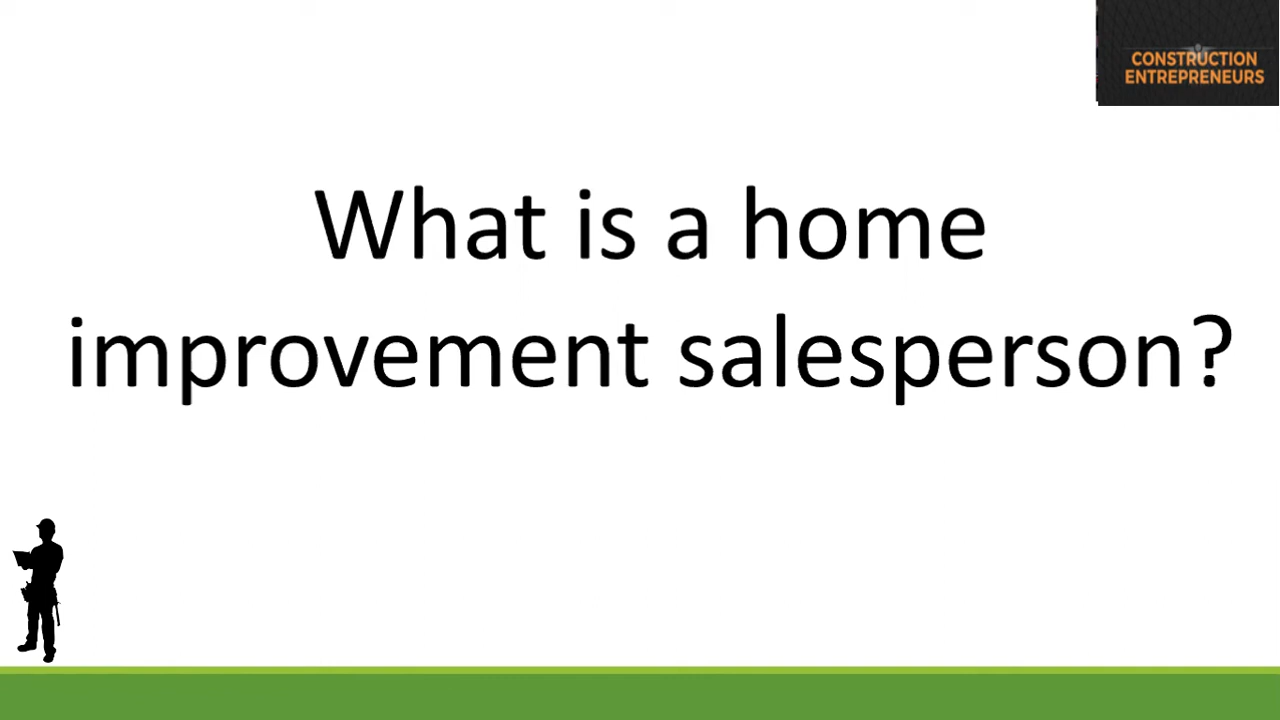 CONSTRUCTION
ENTREPRENEURS
What is a home
improvement salesperson?